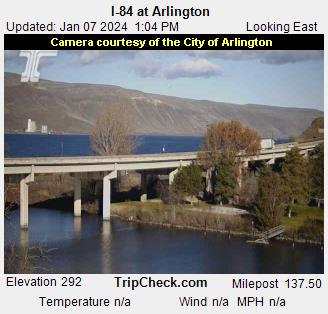 I-84 at Arlington
Updated: Jan 07 2024 1:04 PM Looking East
Camera courtesy of the City of Arlington
Elevation 292 TripCheck.com Milepost 137.50
Temperature n/a Wind n/a MPH n/a